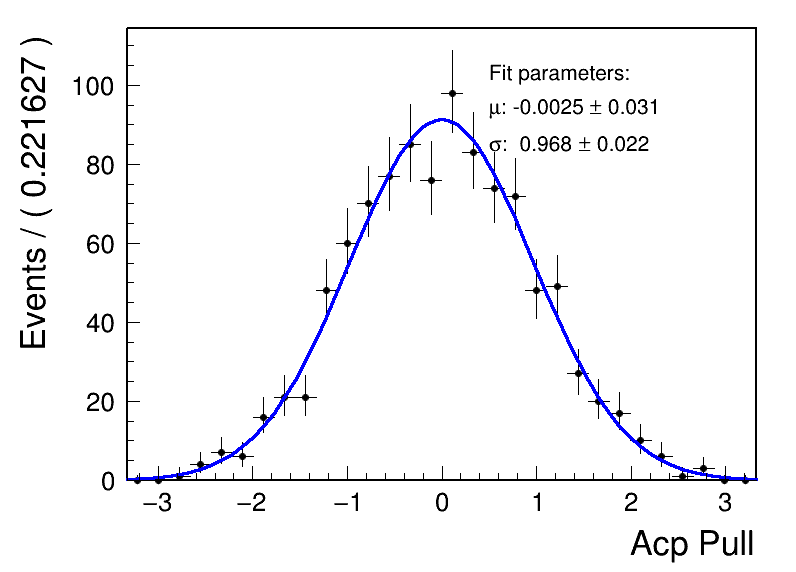 Events / ( 0.221627 )
100
80
60
40
20
0
Fit parameters:
μ: -0.0025 ± 0.031
σ: 0.968 ± 0.022
−3 −2 −1 0 1 2 3
Acp Pull